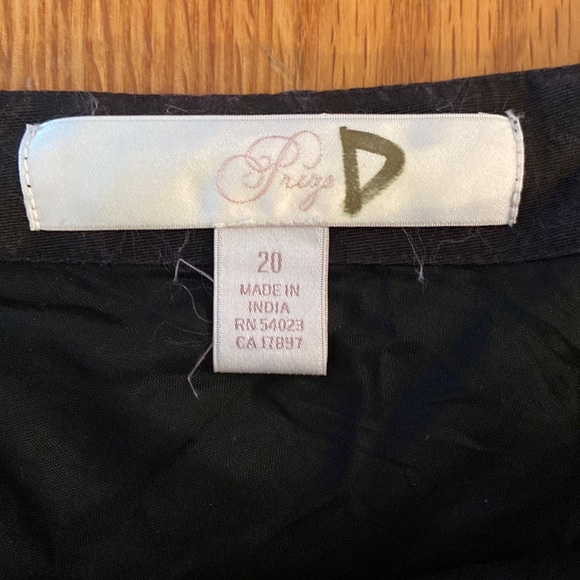 Prize D
20
MADE IN
INDIA
RN 54023
CA 17897